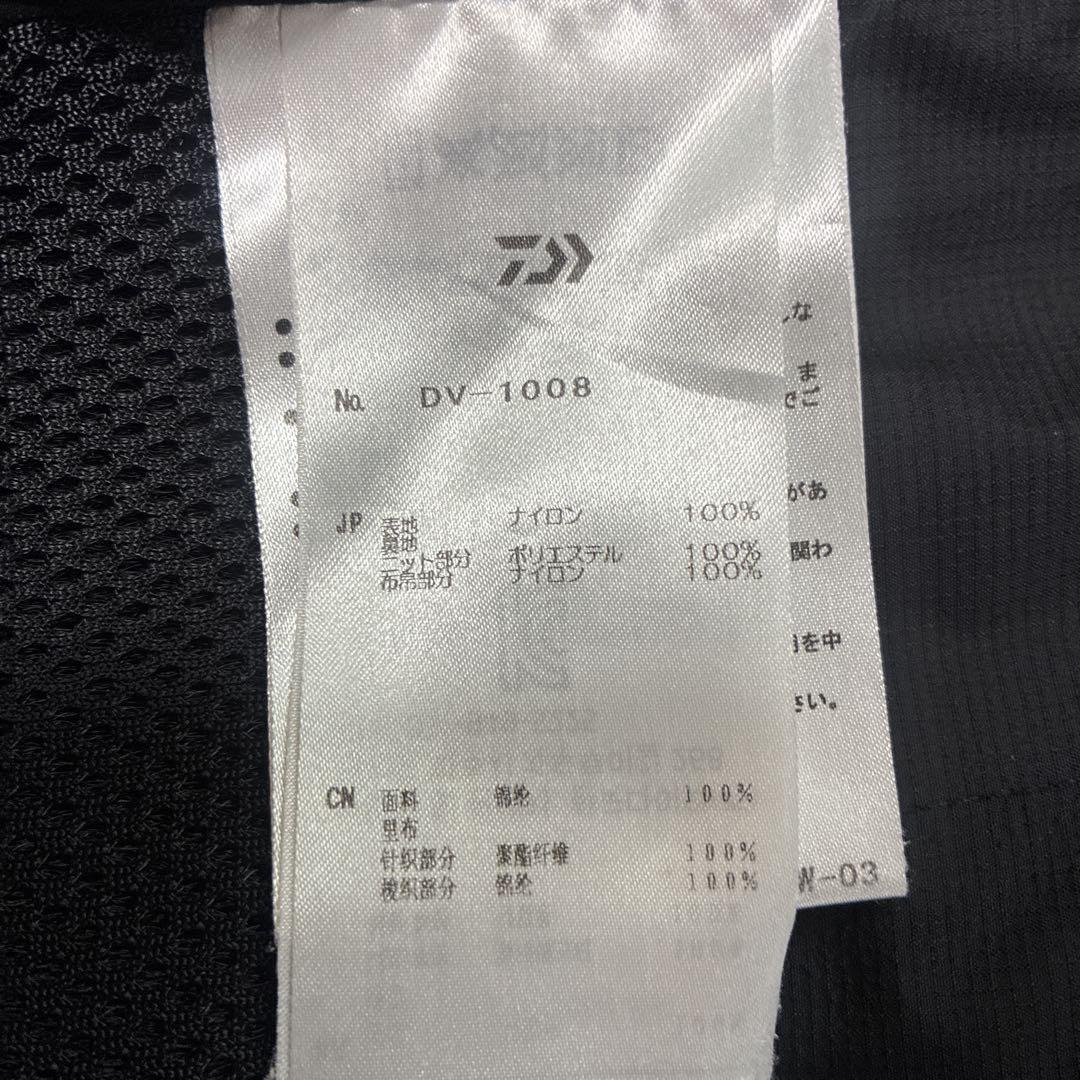 No. DV-1008
JP 表地 ナイロン 100%
裏地
ニット部分 ポリエステル 100%
布帛部分 ナイロン 100%
CN 面料 锦纶 100%
里布
针织部分 聚酯纤维 100%
梭织部分 锦纶 100%
な
ま
でご
があ
関わ
を中
さい。
W-03